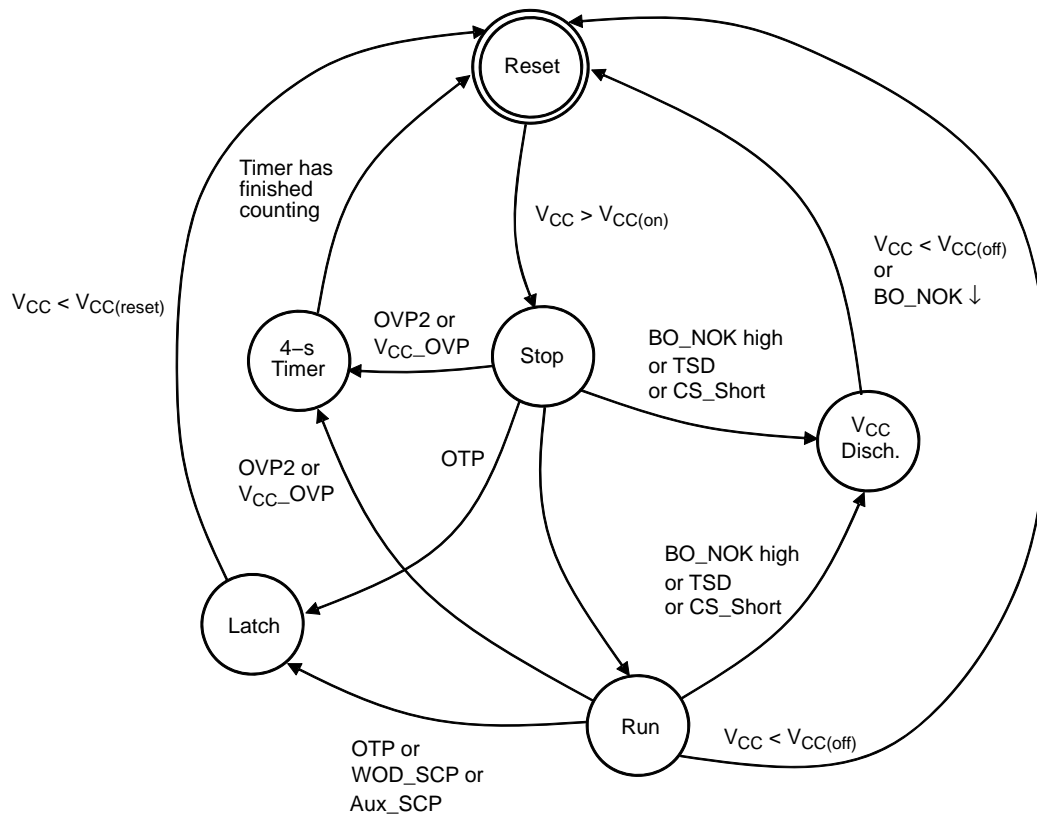 Reset
Timer has
finished
counting
VCC > VCC(on)
VCC < VCC(off)
or
BO_NOK ↓
VCC < VCC(reset)
OVP2 or
VCC_OVP
4–s
Timer
Stop
BO_NOK high
or TSD
or CS_Short
VCC
Disch.
OVP2 or
VCC_OVP
OTP
BO_NOK high
or TSD
or CS_Short
Latch
Run
VCC < VCC(off)
OTP or
WOD_SCP or
Aux_SCP